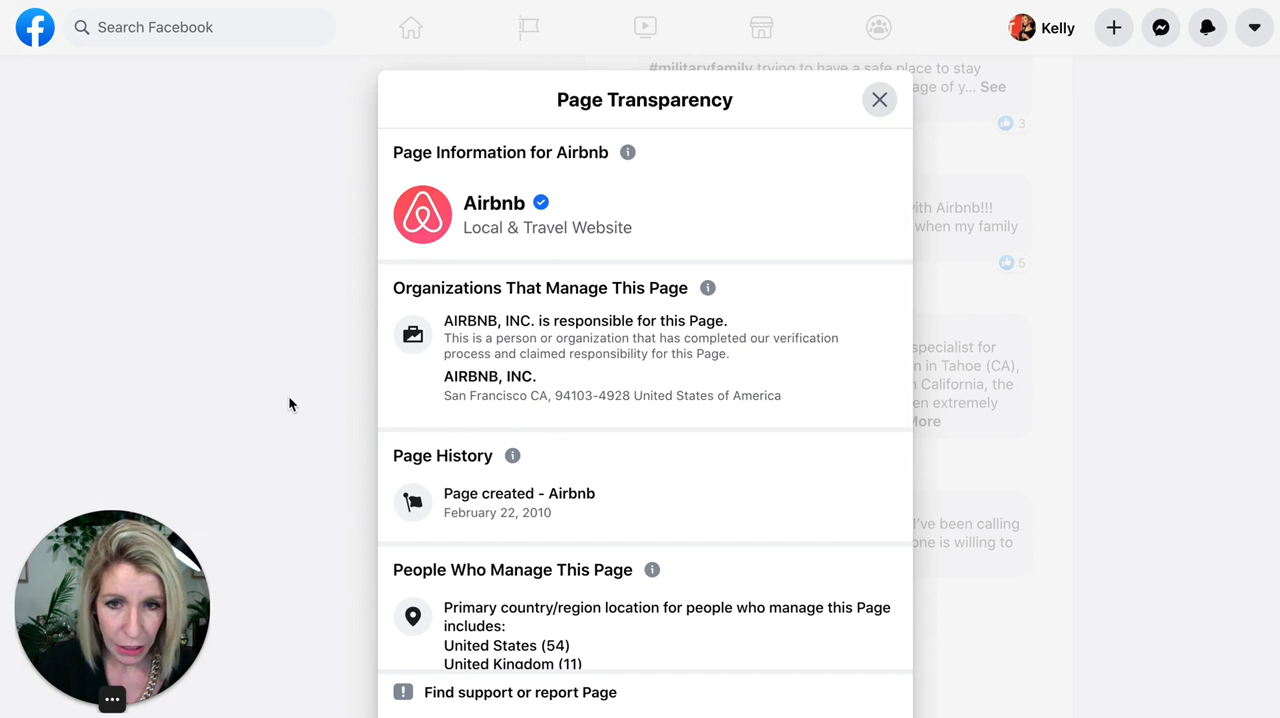 Search Facebook
Kelly
#militaryfamily trying to have a safe place to stay
age of y... See
3
Page Transparency
Page Information for Airbnb
Airbnb
Local & Travel Website
with Airbnb!!!
when my family
5
Organizations That Manage This Page
AIRBNB, INC. is responsible for this Page.
This is a person or organization that has completed our verification
process and claimed responsibility for this Page.
AIRBNB, INC.
San Francisco CA, 94103-4928 United States of America
specialist for
n in Tahoe (CA),
California, the
en extremely
More
Page History
Page created - Airbnb
February 22, 2010
I've been calling
one is willing to
People Who Manage This Page
Primary country/region location for people who manage this Page
includes:
United States (54)
United Kingdom (11)
Find support or report Page